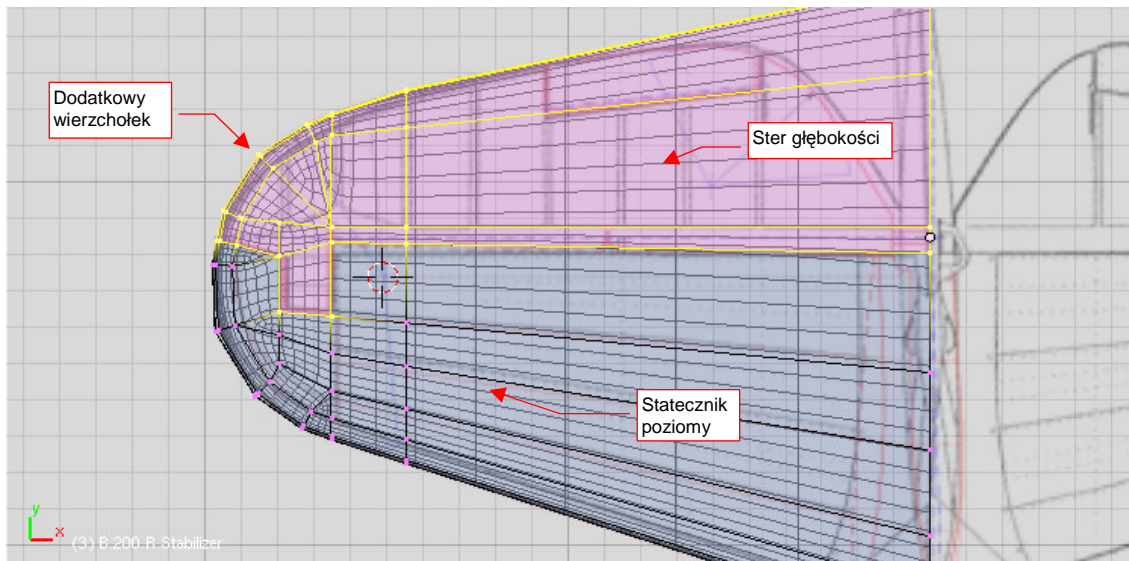 Dodatkowy
wierzchołek
Ster głębokości
Statecznik
poziomy
y
x
(3) B.200.R.Stabilizer